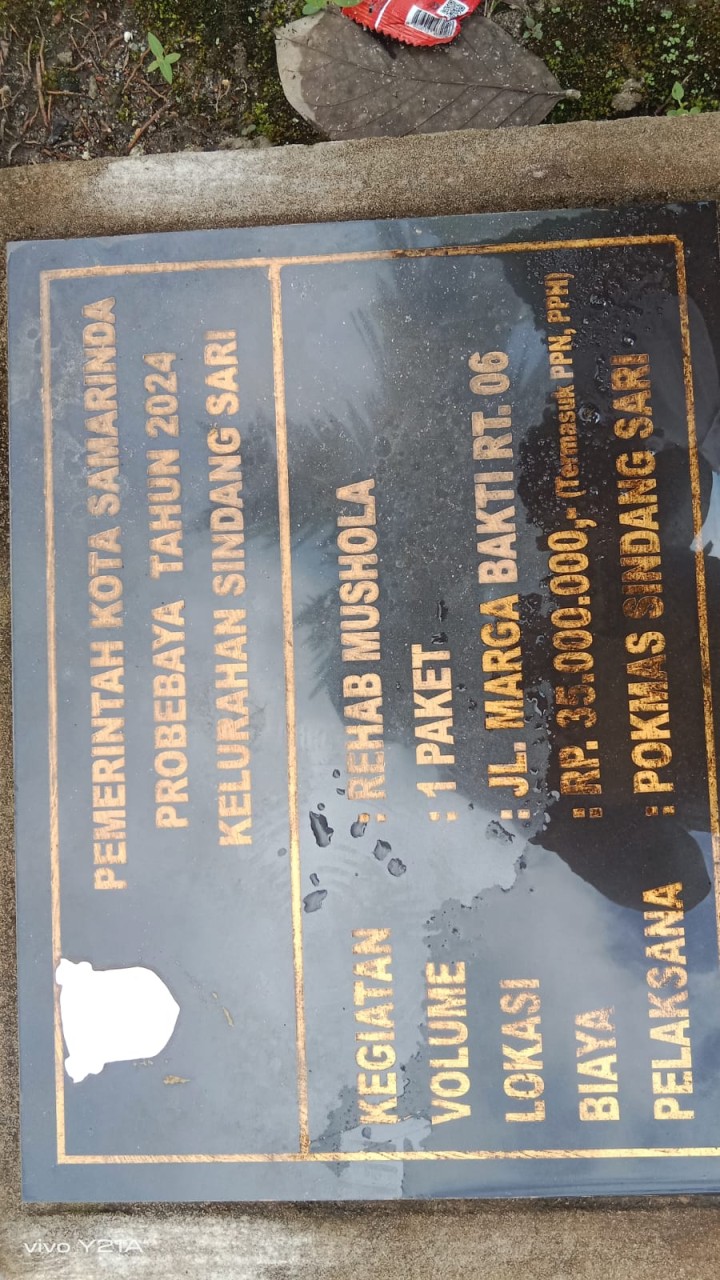 PEMERINTAH KOTA SAMARINDA
PROBEBAYA TAHUN 2024
KELURAHAN SINDANG SARI
KEGIATAN : REHAB MUSHOLA
VOLUME : 1 PAKET
LOKASI : JL. MARGA BAKTI RT. 06
BIAYA : RP. 35.000.000,- (Termasuk PPN, PPH)
PELAKSANA : POKMAS SINDANG SARI
vivo Y21A